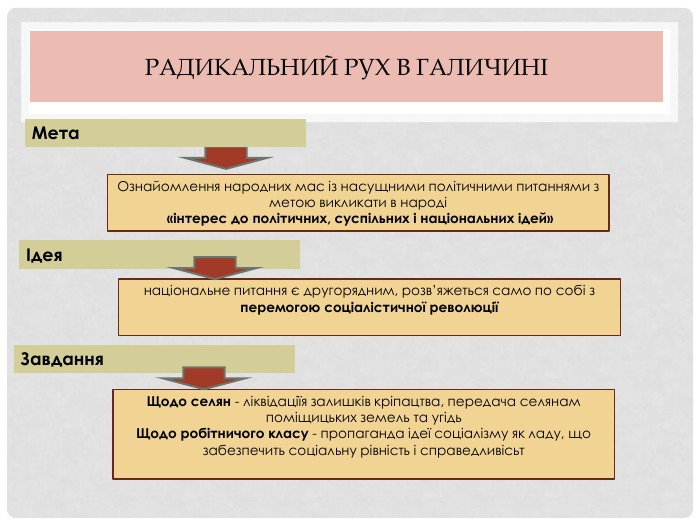 РАДИКАЛЬНИЙ РУХ В ГАЛИЧИНІ
Мета
Ознайомлення народних мас із насущними політичними питаннями з
метою викликати в народі
«інтерес до політичних, суспільних і національних ідей»
Ідея
національне питання є другорядним, розв’яжеться само по собі з
перемогою соціалістичної революції
Завдання
Щодо селян - ліквідаціїя залишків кріпацтва, передача селянам
поміщицьких земель та угідь
Щодо робітничого класу - пропаганда ідеї соціалізму як ладу, що
забезпечить соціальну рівність і справедливісьт